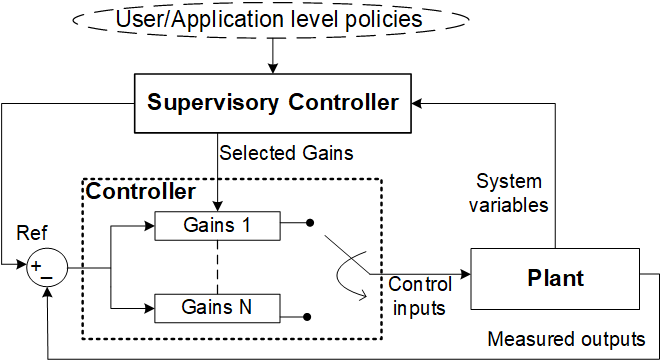 User/Application level policies
Supervisory Controller
Selected Gains
Controller
System
variables
Gains 1
Ref
+
−
Plant
Control
inputs
Gains N
Measured outputs